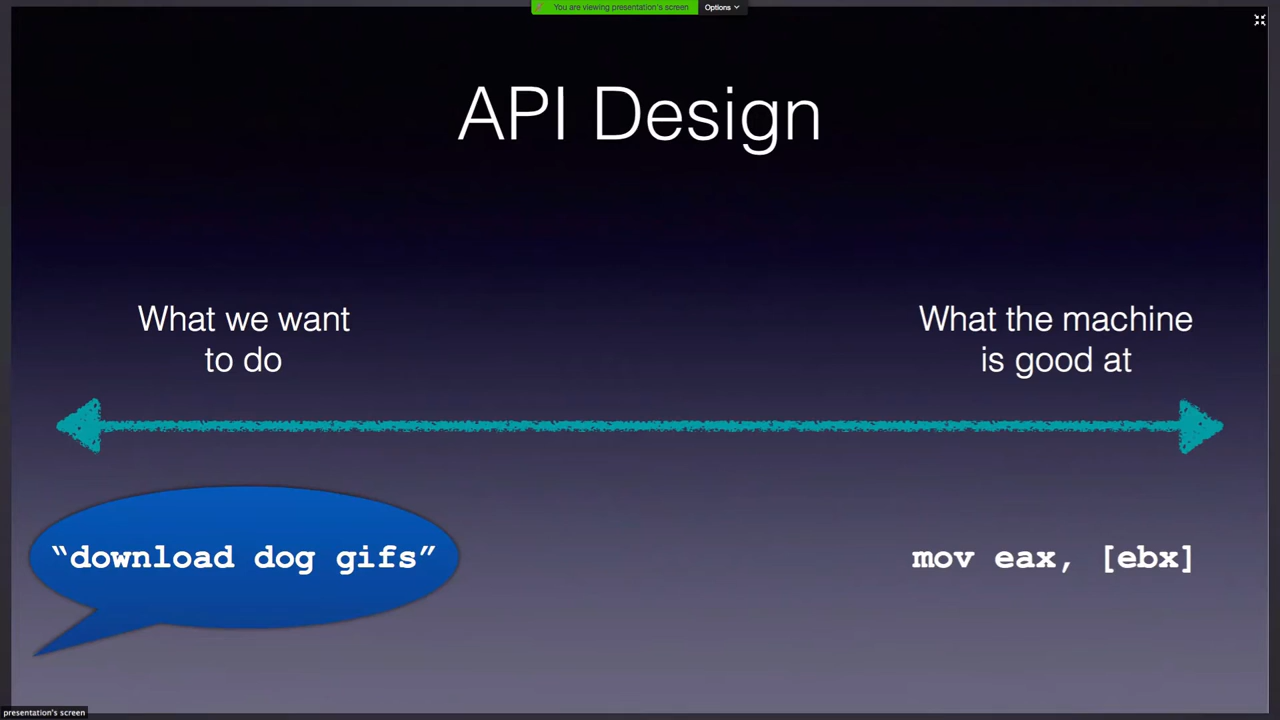 You are viewing presentation's screen
Options
API Design
What we want
to do
What the machine
is good at
“download dog gifs”
mov eax, [ebx]
presentation's screen